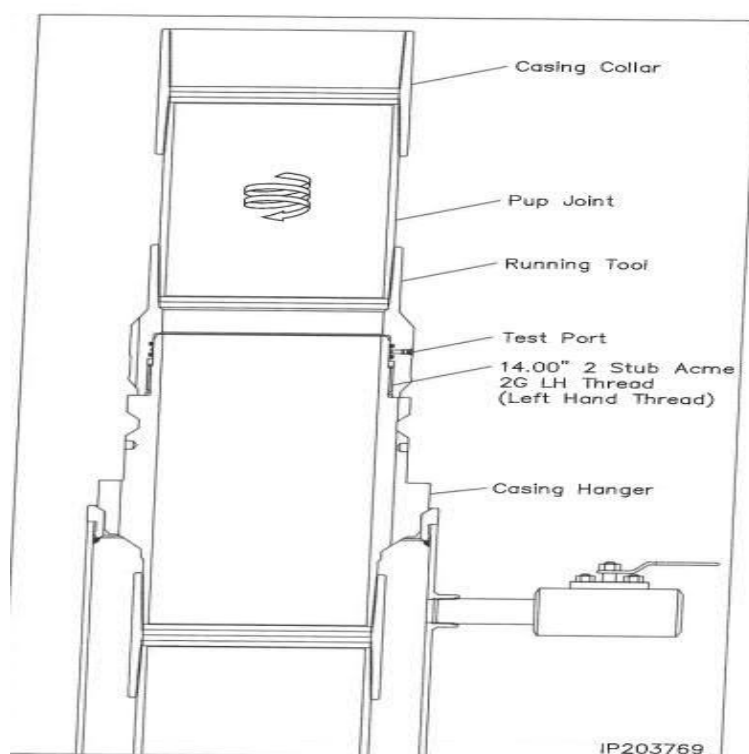 Casing Collar
Pup Joint
Running Tool
Test Port
14.00" 2 Stub Acme
2G LH Thread
(Left Hand Thread)
Casing Hanger
IP203769